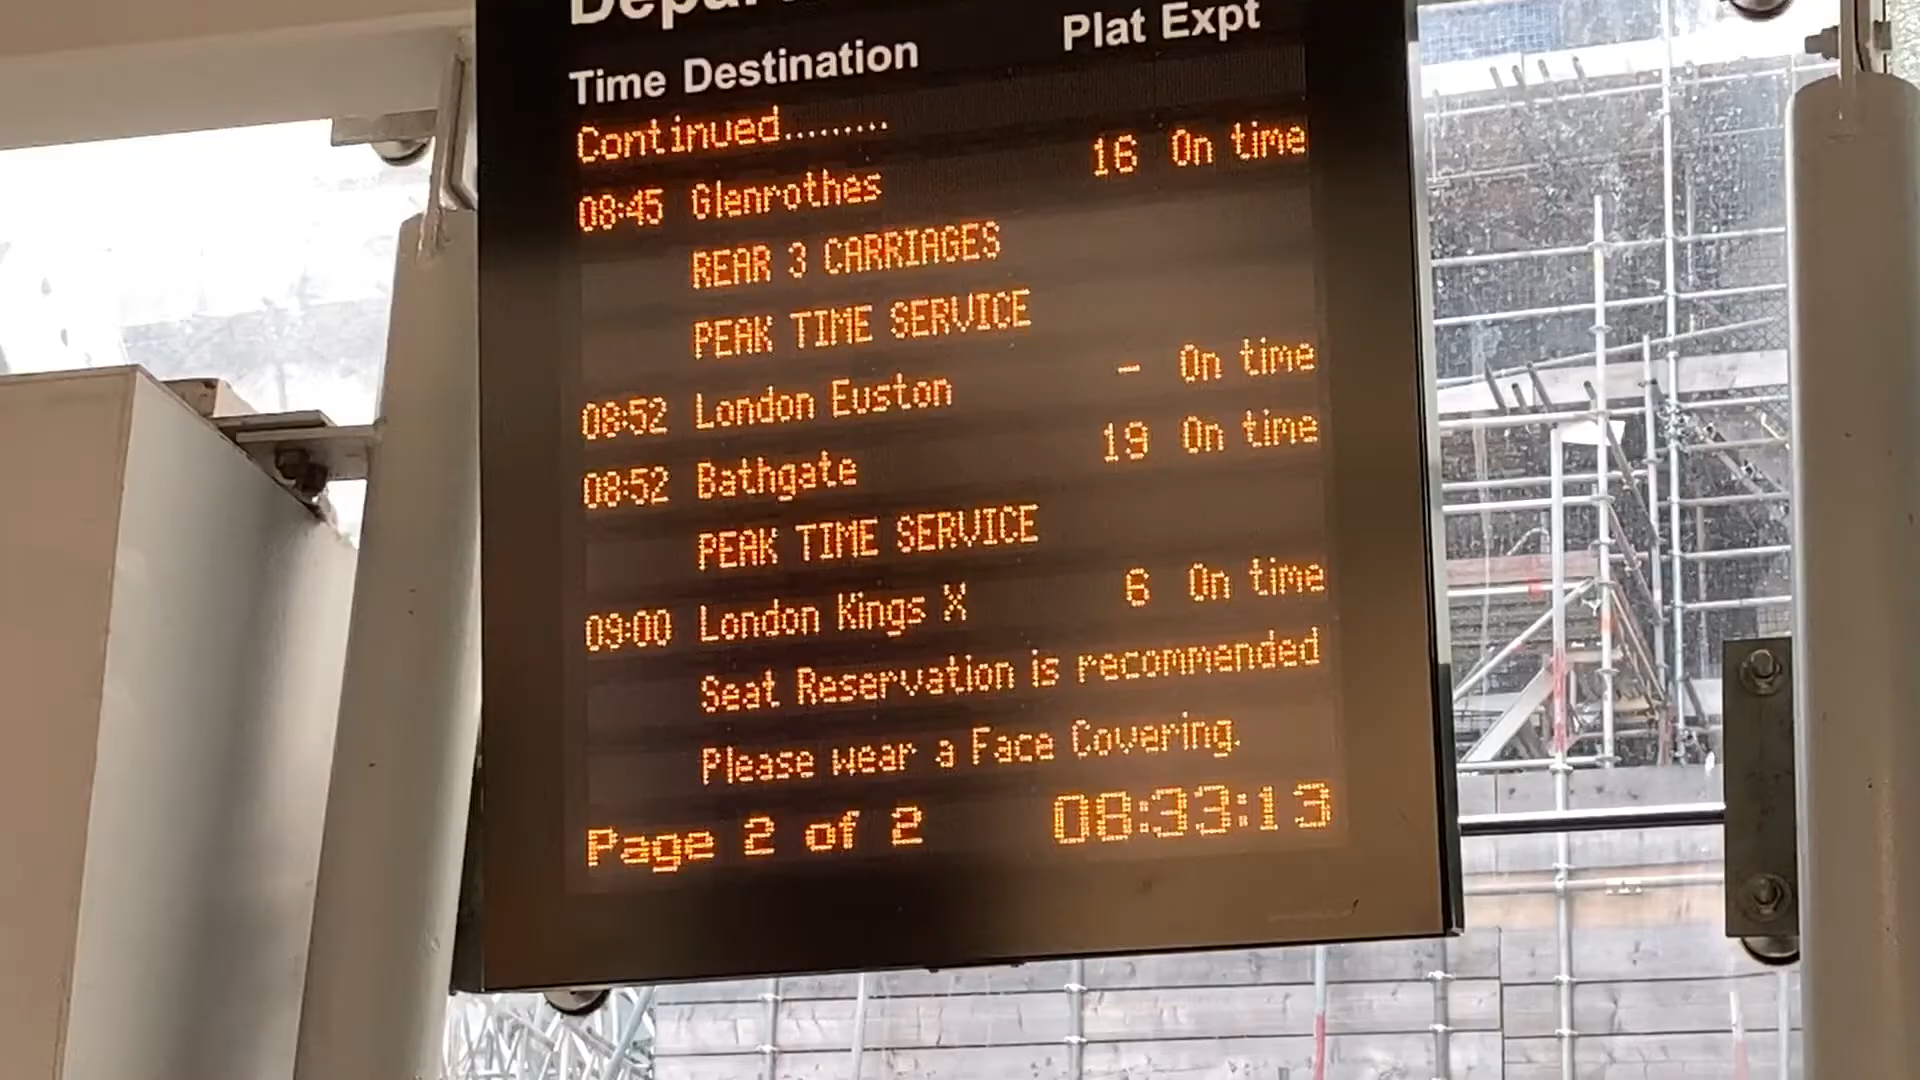 Time Destination Plat Expt
Continued.........
08:45 Glenrothes 16 On time
REAR 3 CARRIAGES
PEAK TIME SERVICE
08:52 London Euston - On time
08:52 Bathgate 19 On time
PEAK TIME SERVICE
09:00 London Kings X 6 On time
Seat Reservation is recommended
Please wear a Face Covering.
Page 2 of 2 08:33:13